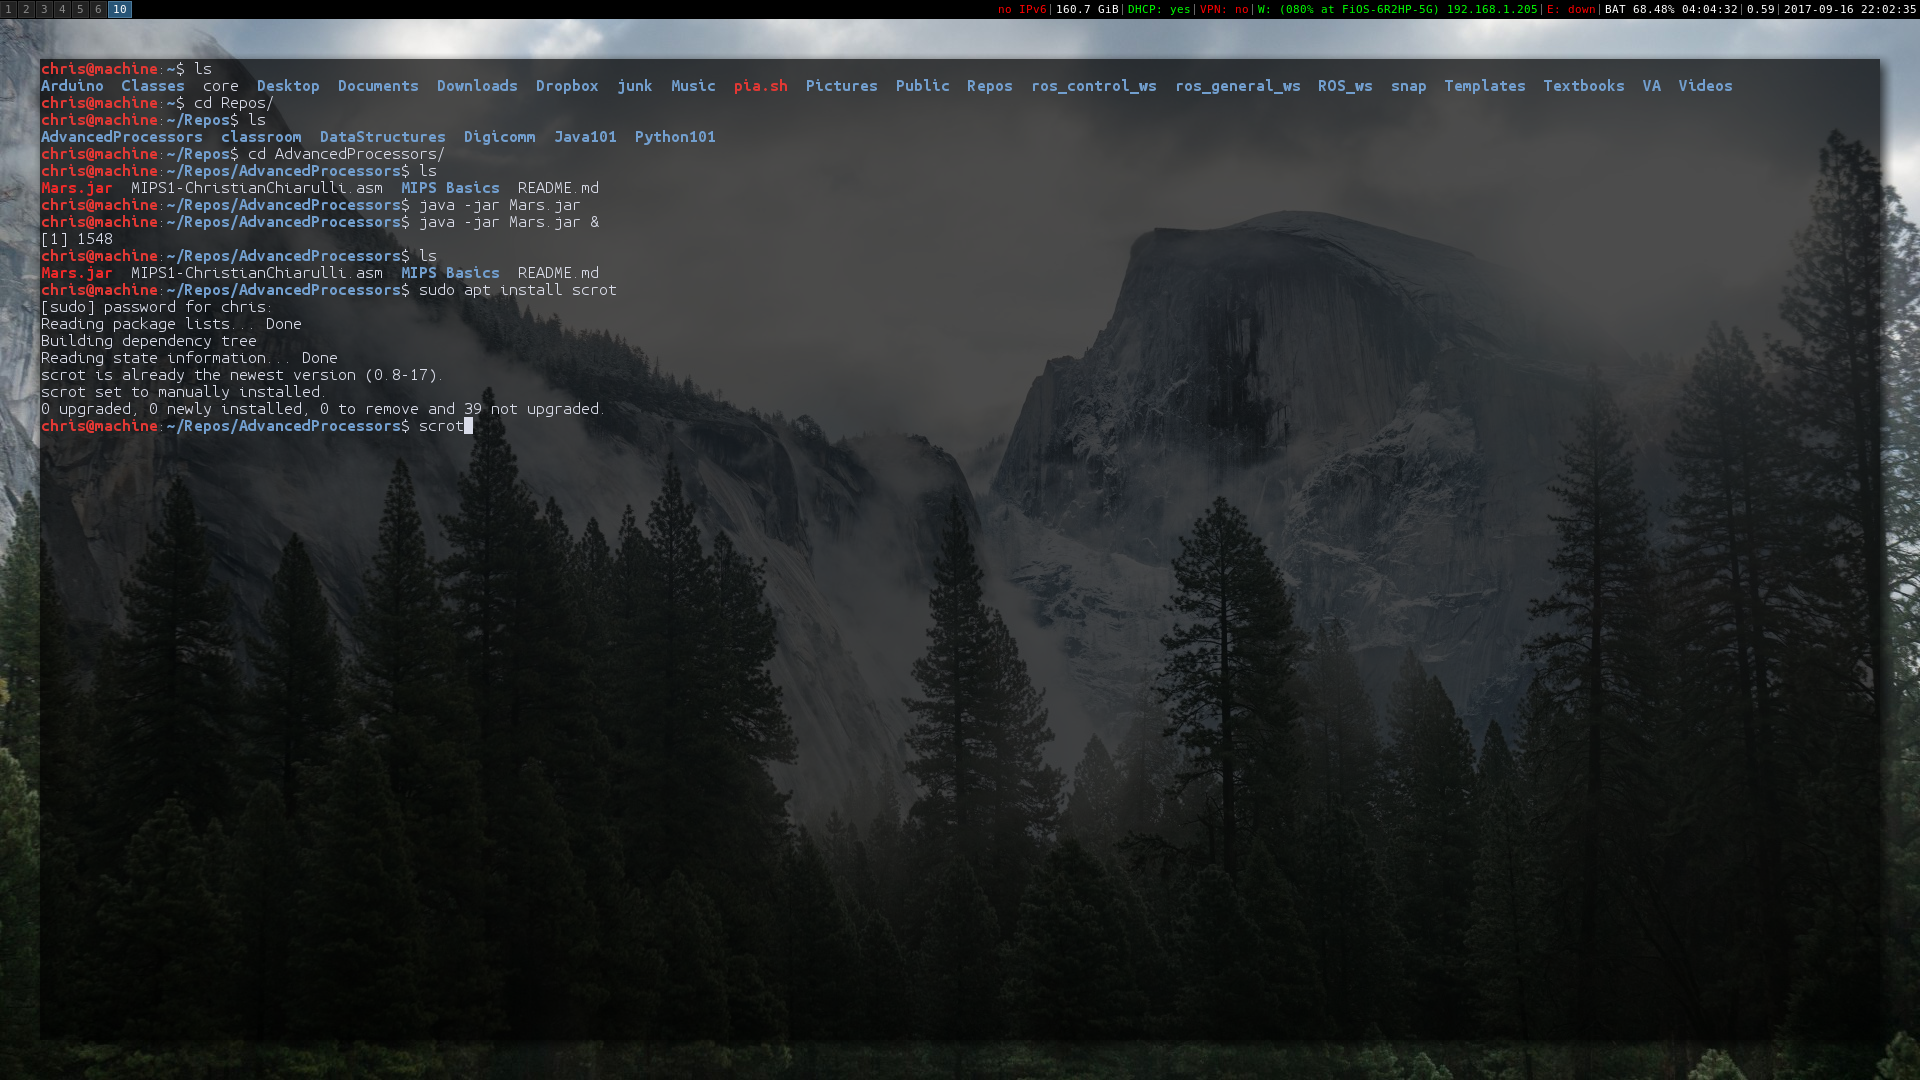 1 2 3 4 5 6 10 no IPv6|160.7 GiB|DHCP: yes|VPN: no|W: (080% at FiOS-6R2HP-5G) 192.168.1.205|E: down|BAT 68.48% 04:04:32|0.59|2017-09-16 22:02:35
chris@machine:~$ ls
Arduino  Classes  core  Desktop  Documents  Downloads  Dropbox  junk  Music  pia.sh  Pictures  Public  Repos  ros_control_ws  ros_general_ws  ROS_ws  snap  Templates  Textbooks  VA  Videos
chris@machine:~$ cd Repos/
chris@machine:~/Repos$ ls
AdvancedProcessors  classroom  DataStructures  Digicomm  Java101  Python101
chris@machine:~/Repos$ cd AdvancedProcessors/
chris@machine:~/Repos/AdvancedProcessors$ ls
Mars.jar  MIPS1-ChristianChiarulli.asm  MIPS Basics  README.md
chris@machine:~/Repos/AdvancedProcessors$ java -jar Mars.jar
chris@machine:~/Repos/AdvancedProcessors$ java -jar Mars.jar &
[1] 1548
chris@machine:~/Repos/AdvancedProcessors$ ls
Mars.jar  MIPS1-ChristianChiarulli.asm  MIPS Basics  README.md
chris@machine:~/Repos/AdvancedProcessors$ sudo apt install scrot
[sudo] password for chris:
Reading package lists... Done
Building dependency tree
Reading state information... Done
scrot is already the newest version (0.8-17).
scrot set to manually installed.
0 upgraded, 0 newly installed, 0 to remove and 39 not upgraded.
chris@machine:~/Repos/AdvancedProcessors$ scrot